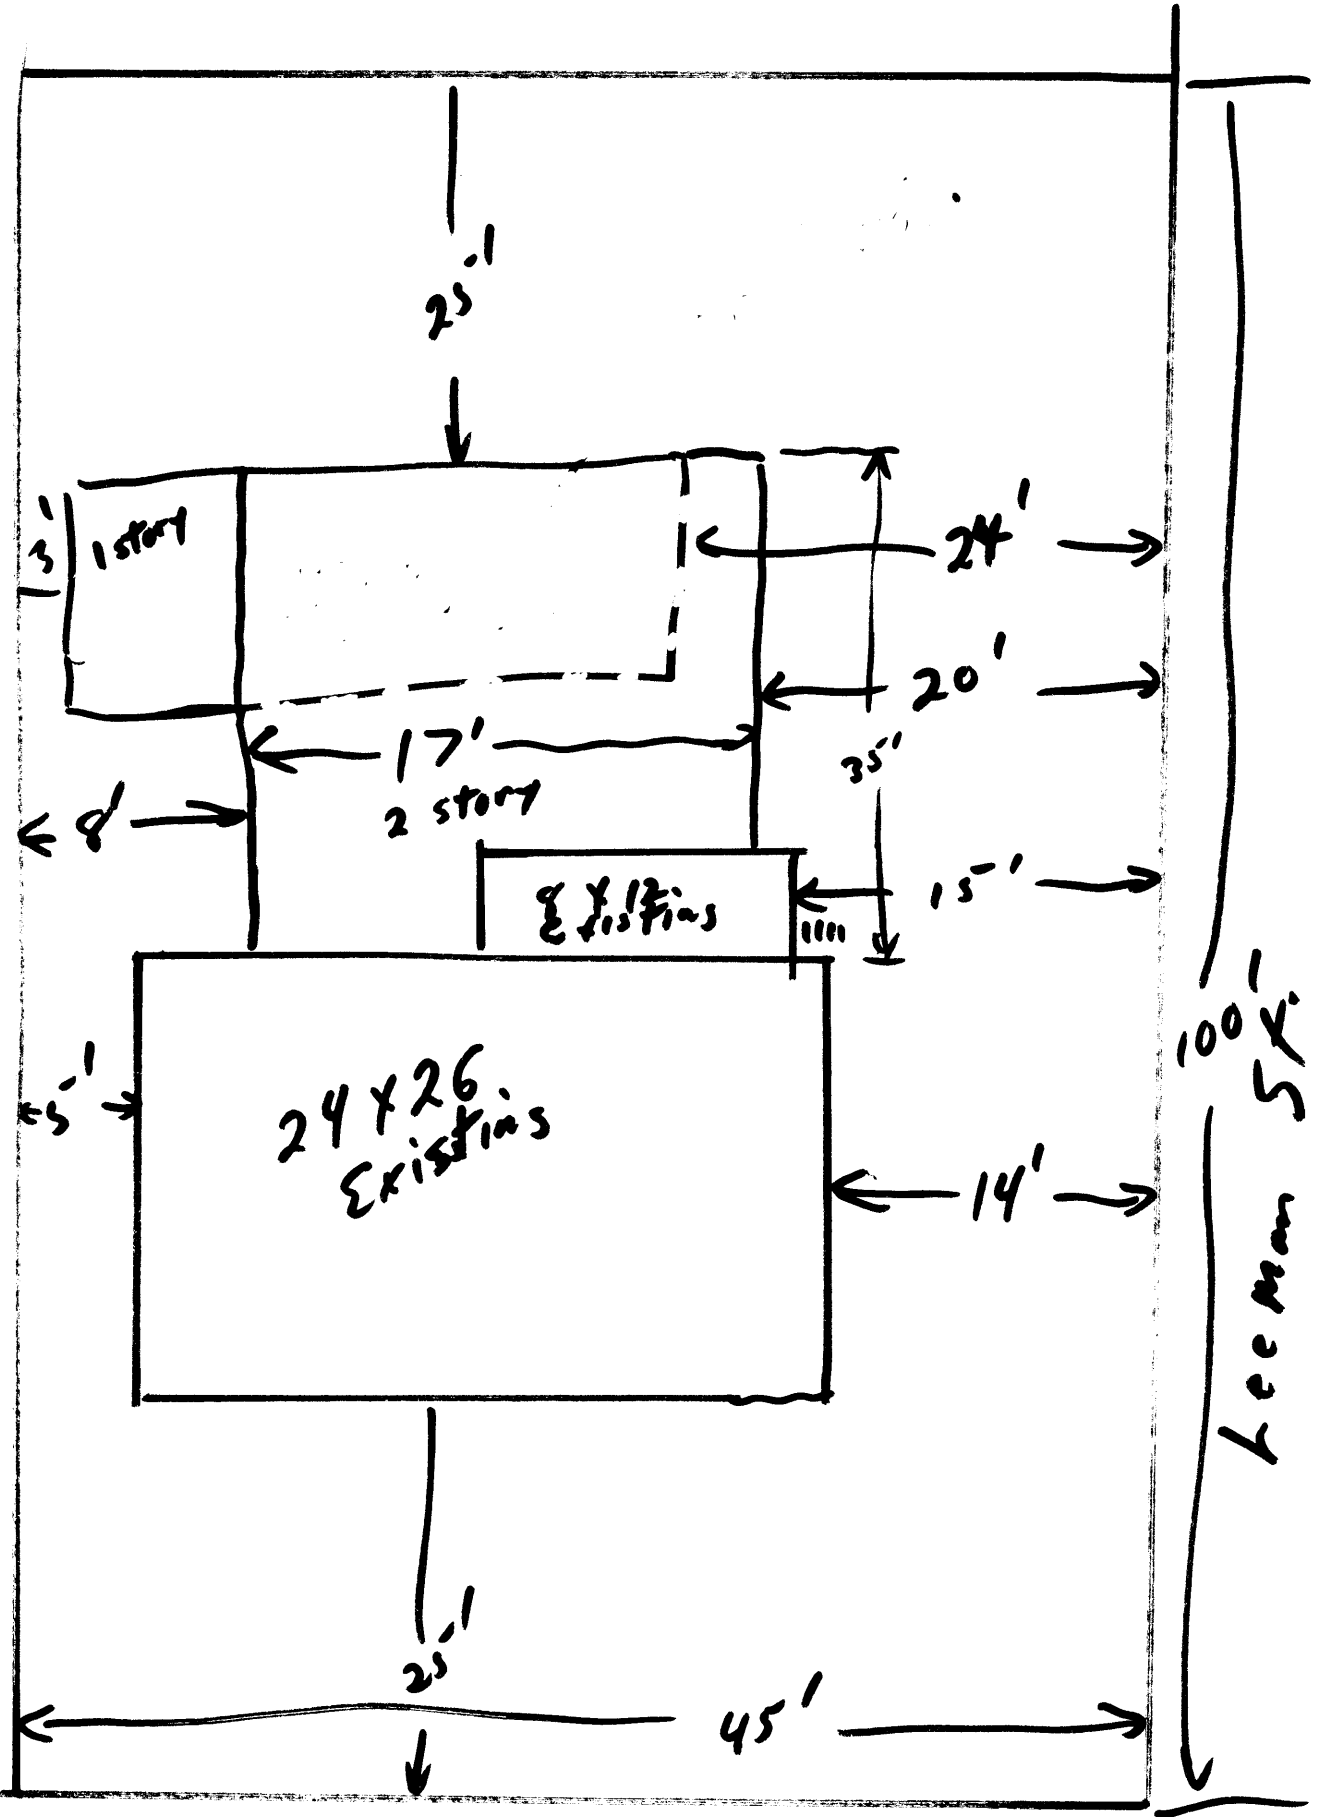 25'
3'
1 story
24'
20'
17'
35'
2 story
8'
8 x 12
Existing
15'
100'
5'
24 x 26
Existing
14'
Leeman St.
25'
45'